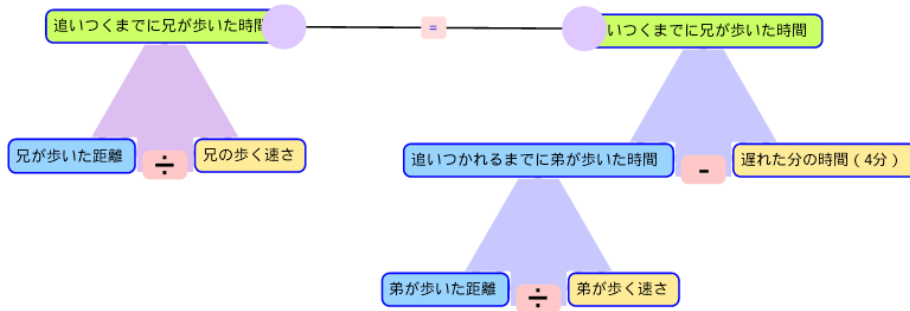 追いつくまでに兄が歩いた時間
=
いつくまでに兄が歩いた時間
兄が歩いた距離
÷
兄の歩く速さ
追いつかれるまでに弟が歩いた時間
-
遅れた分の時間(4分)
弟が歩いた距離
÷
弟が歩く速さ